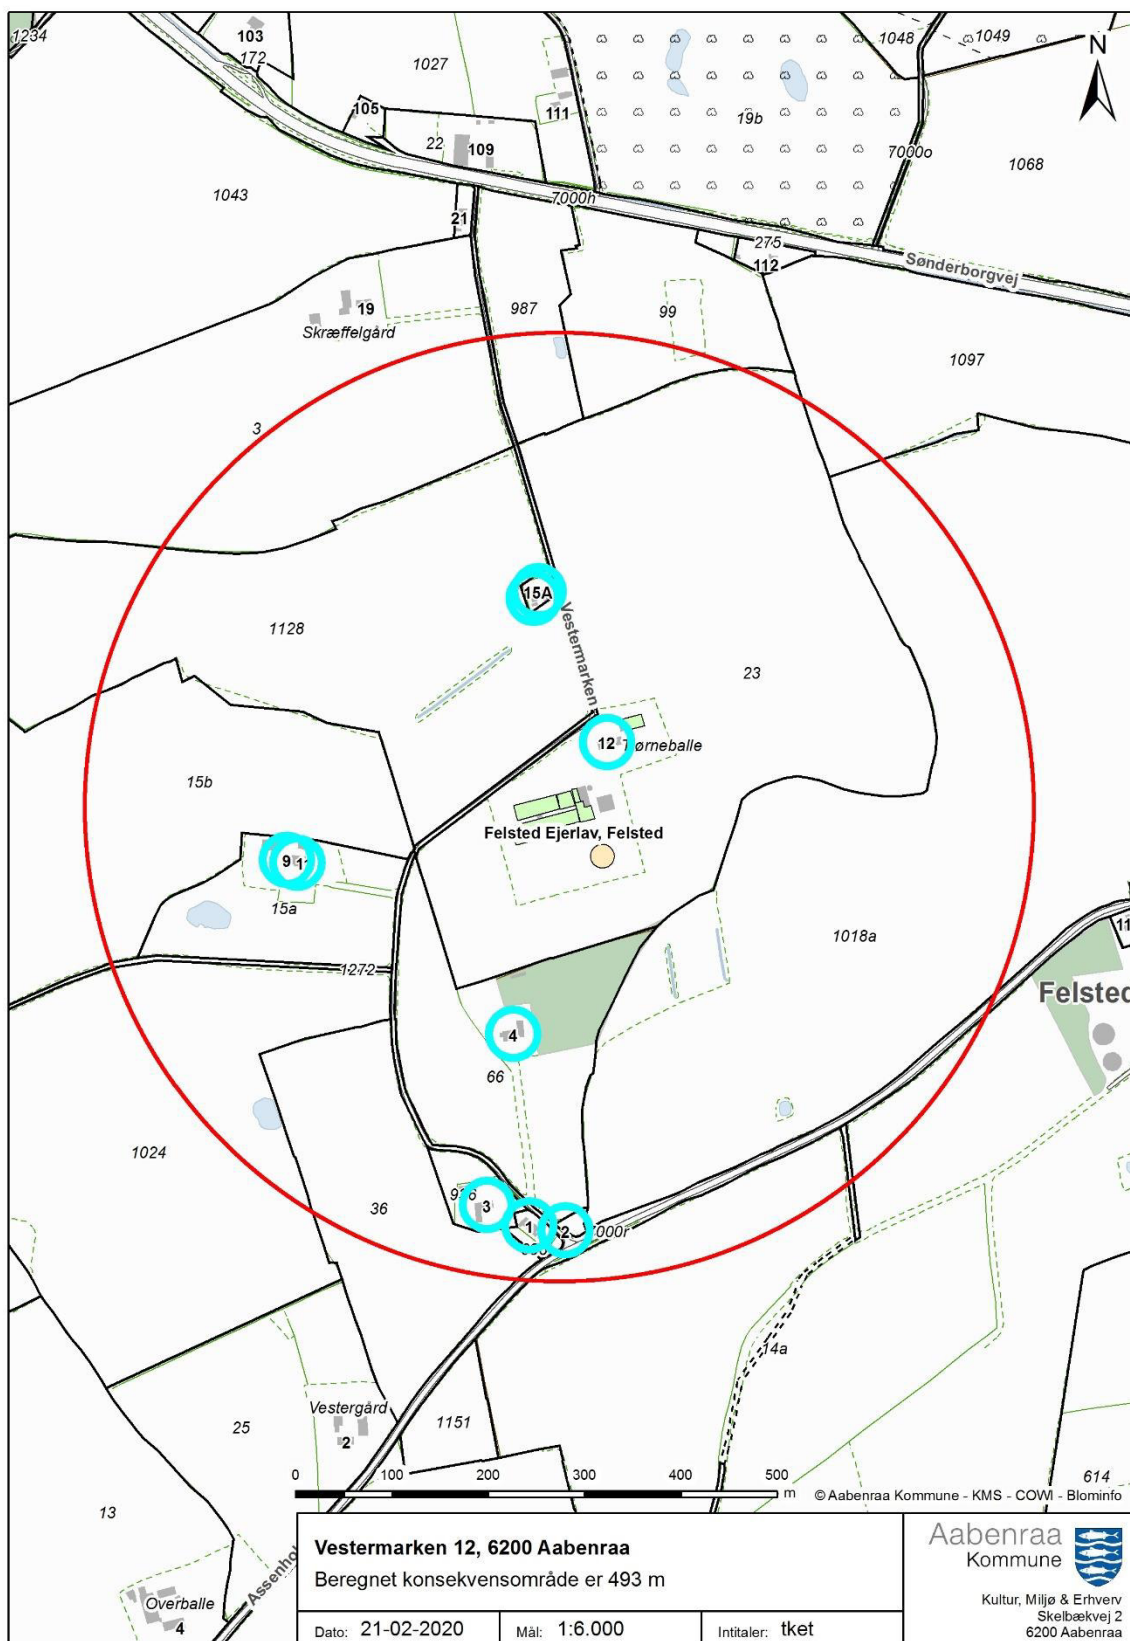 1234
103
172
1027
1048
1049
N
105
111
22
109
19b
7000o
1068
1043
7000h
21
275
112
Sønderborgvej
19
Skræffelgård
987
99
1097
3
15A
1128
Vestermarken
23
12
15b
Felsted Ejerlav, Felsted
9
15a
1018a
1272
Felsted
4
66
1024
36
3
1
2
Vestergård
2
25
1151
14a
614
13
0 100 200 300 400 500
m
© Aabenraa Kommune - KMS - COWI - Blominfo
Overballe
4
Vestermarken 12, 6200 Aabenraa
Beregnet konsekvensområde er 493 m
Dato: 21-02-2020
Mål: 1:6.000
Intitaler: tket
Aabenraa
Kommune
Kultur, Miljø & Erhverv
Skelbækvej 2
6200 Aabenraa